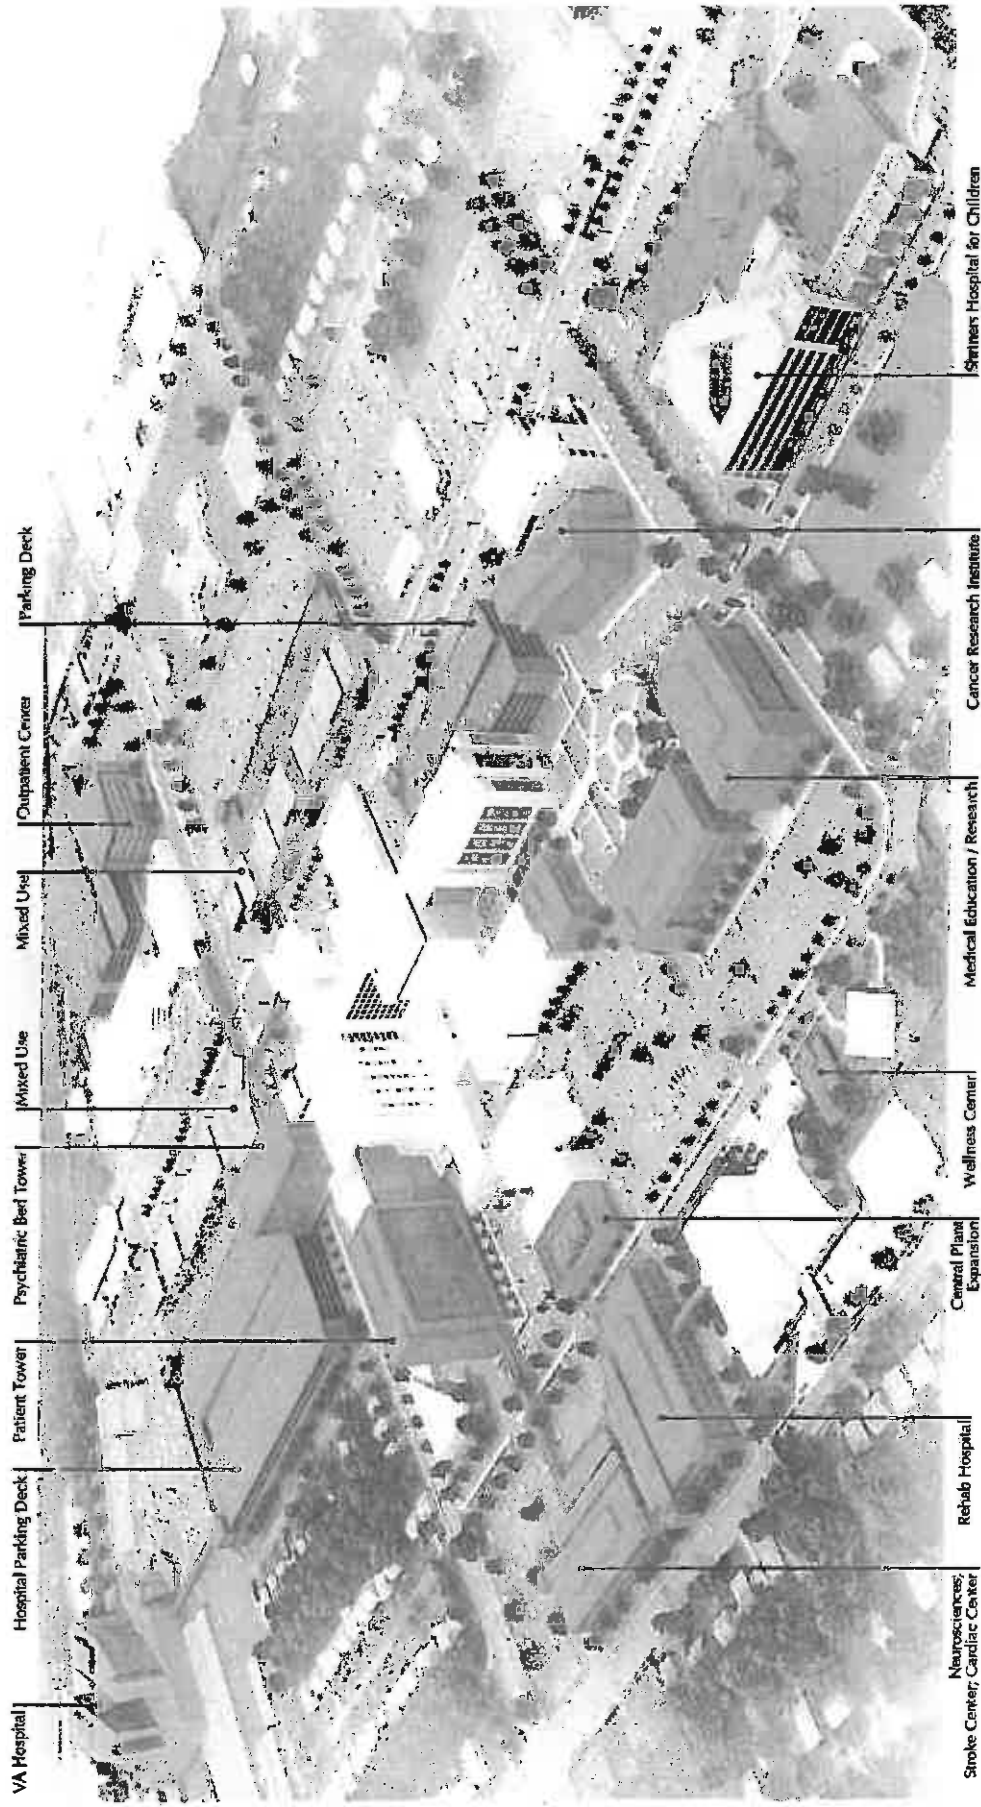 VA Hospital
Hospital Parking Deck
Patient Tower
Psychiatric Bed Tower
Mixed Use
Mixed Use
Outpatient Center
Parking Deck
Neurosciences;
Stroke Center; Cardiac Center
Rehab Hospital
Central Plant
Expansion
Wellness Center
Medical Education / Research
Cancer Research Institute
Shriners Hospital for Children